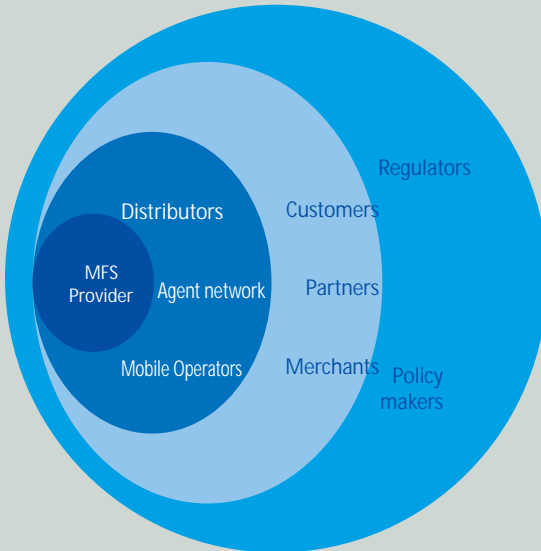 Regulators
Distributors
Customers
MFS
Provider
Agent network
Partners
Mobile Operators
Merchants
Policy
makers